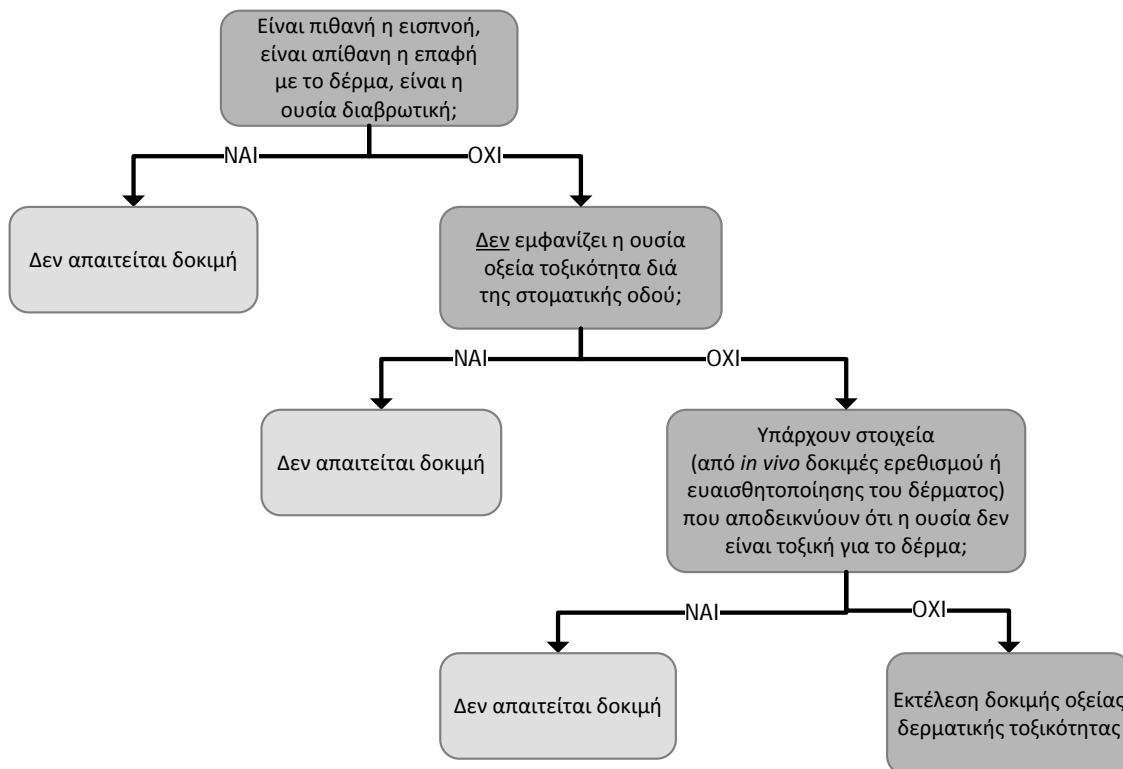 Είναι πιθανή η εισπνοή,
είναι απίθανη η επαφή
με το δέρμα, είναι η
ουσία διαβρωτική;
ΝΑΙ
ΟΧΙ
Δεν απαιτείται δοκιμή
Δεν εμφανίζει η ουσία
οξεία τοξικότητα διά
της στοματικής οδού;
ΝΑΙ
ΟΧΙ
Δεν απαιτείται δοκιμή
Υπάρχουν στοιχεία
(από in vivo δοκιμές ερεθισμού ή
ευαισθητοποίησης του δέρματος)
που αποδεικνύουν ότι η ουσία δεν
είναι τοξική για το δέρμα;
ΝΑΙ
ΟΧΙ
Δεν απαιτείται δοκιμή
Εκτέλεση δοκιμής οξείας
δερματικής τοξικότητας